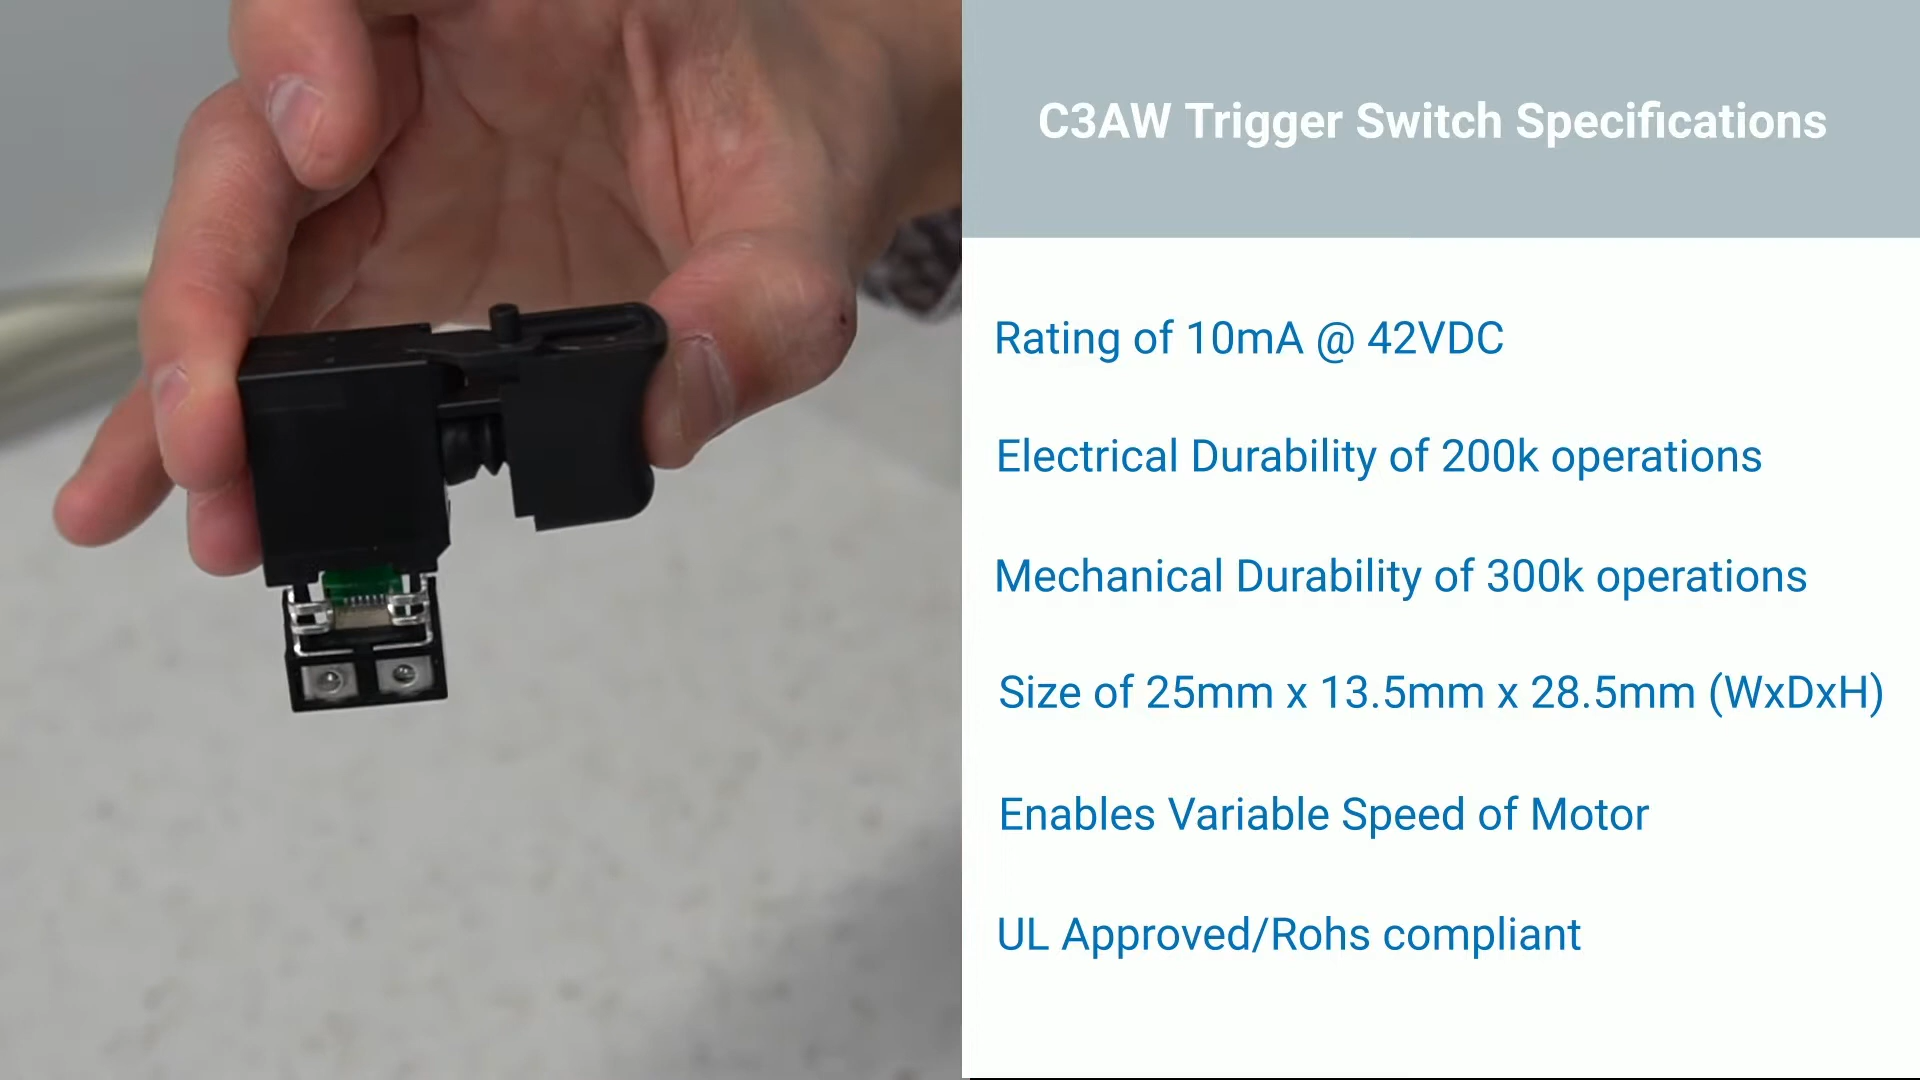 C3AW Trigger Switch Specifications
Rating of 10mA @ 42VDC
Electrical Durability of 200k operations
Mechanical Durability of 300k operations
Size of 25mm x 13.5mm x 28.5mm (WxDxH)
Enables Variable Speed of Motor
UL Approved/Rohs compliant